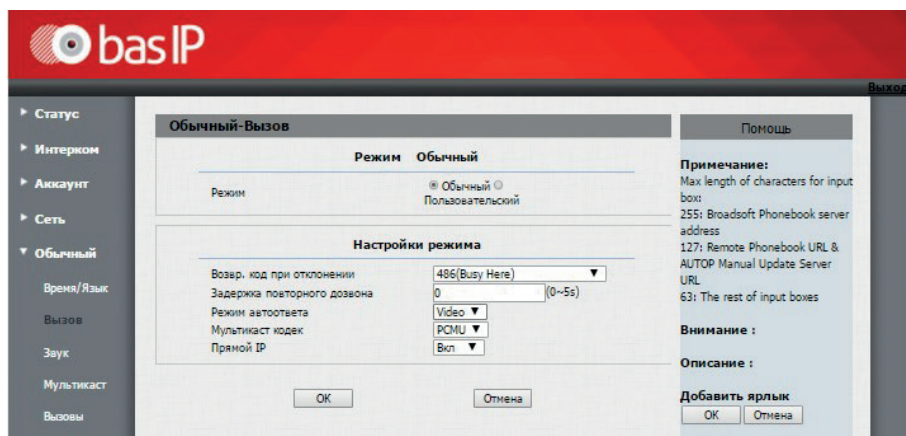 bas IP
Выход
Статус
Интерком
Аккаунт
Сеть
Обычный
Время/Язык
Вызов
Звук
Мультикаст
Вызовы
Обычный-Вызов
Режим Обычный
Режим
Обычный
Пользовательский
Настройки режима
Возвр. код при отклонении 486(Busy Here)
Задержка повторного дозвона 0 (0~5s)
Режим автоответа Video
Мультикаст кодек PCMU
Прямой IP Вкл
OK Отмена
Помощь
Примечание:
Max length of characters for input
box:
255: Broadsoft Phonebook server
address
127: Remote Phonebook URL &
AUTOP Manual Update Server
URL
63: The rest of input boxes
Внимание :
Описание :
Добавить ярлык
OK Отмена